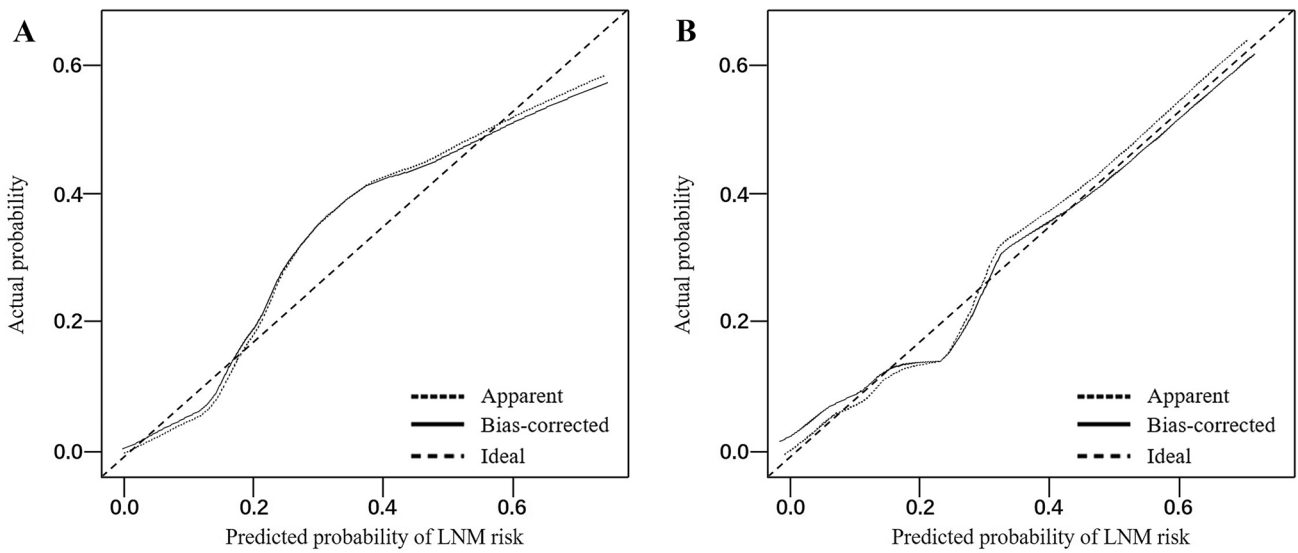 A
Actual probability
0.6
0.4
0.2
0.0
Apparent
Bias-corrected
Ideal
0.0 0.2 0.4 0.6
Predicted probability of LNM risk
B
Actual probability
0.6
0.4
0.2
0.0
Apparent
Bias-corrected
Ideal
0.0 0.2 0.4 0.6
Predicted probability of LNM risk